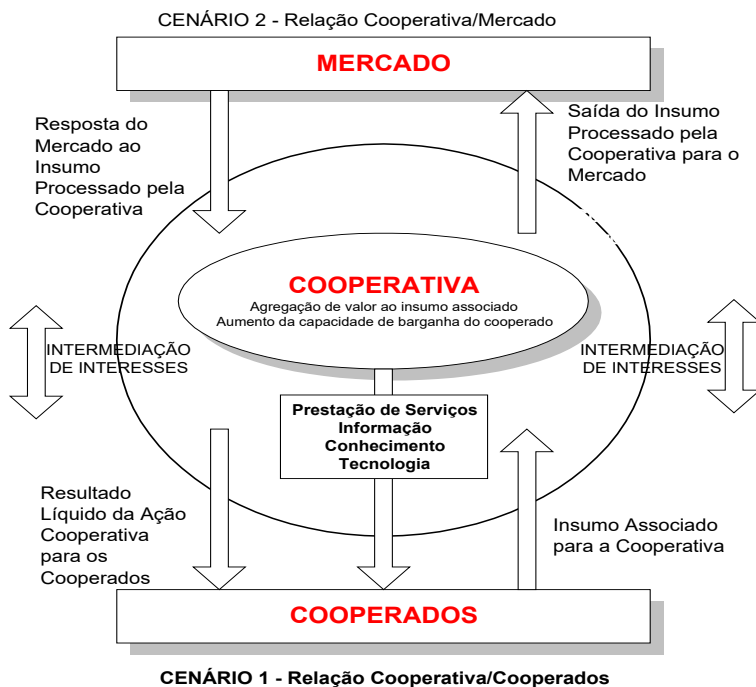 CENÁRIO 2 - Relação Cooperativa/Mercado
MERCADO
Resposta do
Mercado ao
Insumo
Processado pela
Cooperativa
Saída do Insumo
Processado pela
Cooperativa para o
Mercado
COOPERATIVA
Agregação de valor ao insumo associado
Aumento da capacidade de barganha do cooperado
INTERMEDIAÇÃO
DE INTERESSES
INTERMEDIAÇÃO
DE INTERESSES
Prestação de Serviços
Informação
Conhecimento
Tecnologia
Resultado
Líquido da Ação
Cooperativa
para os
Cooperados
Insumo Associado
para a Cooperativa
COOPERADOS
CENÁRIO 1 - Relação Cooperativa/Cooperados